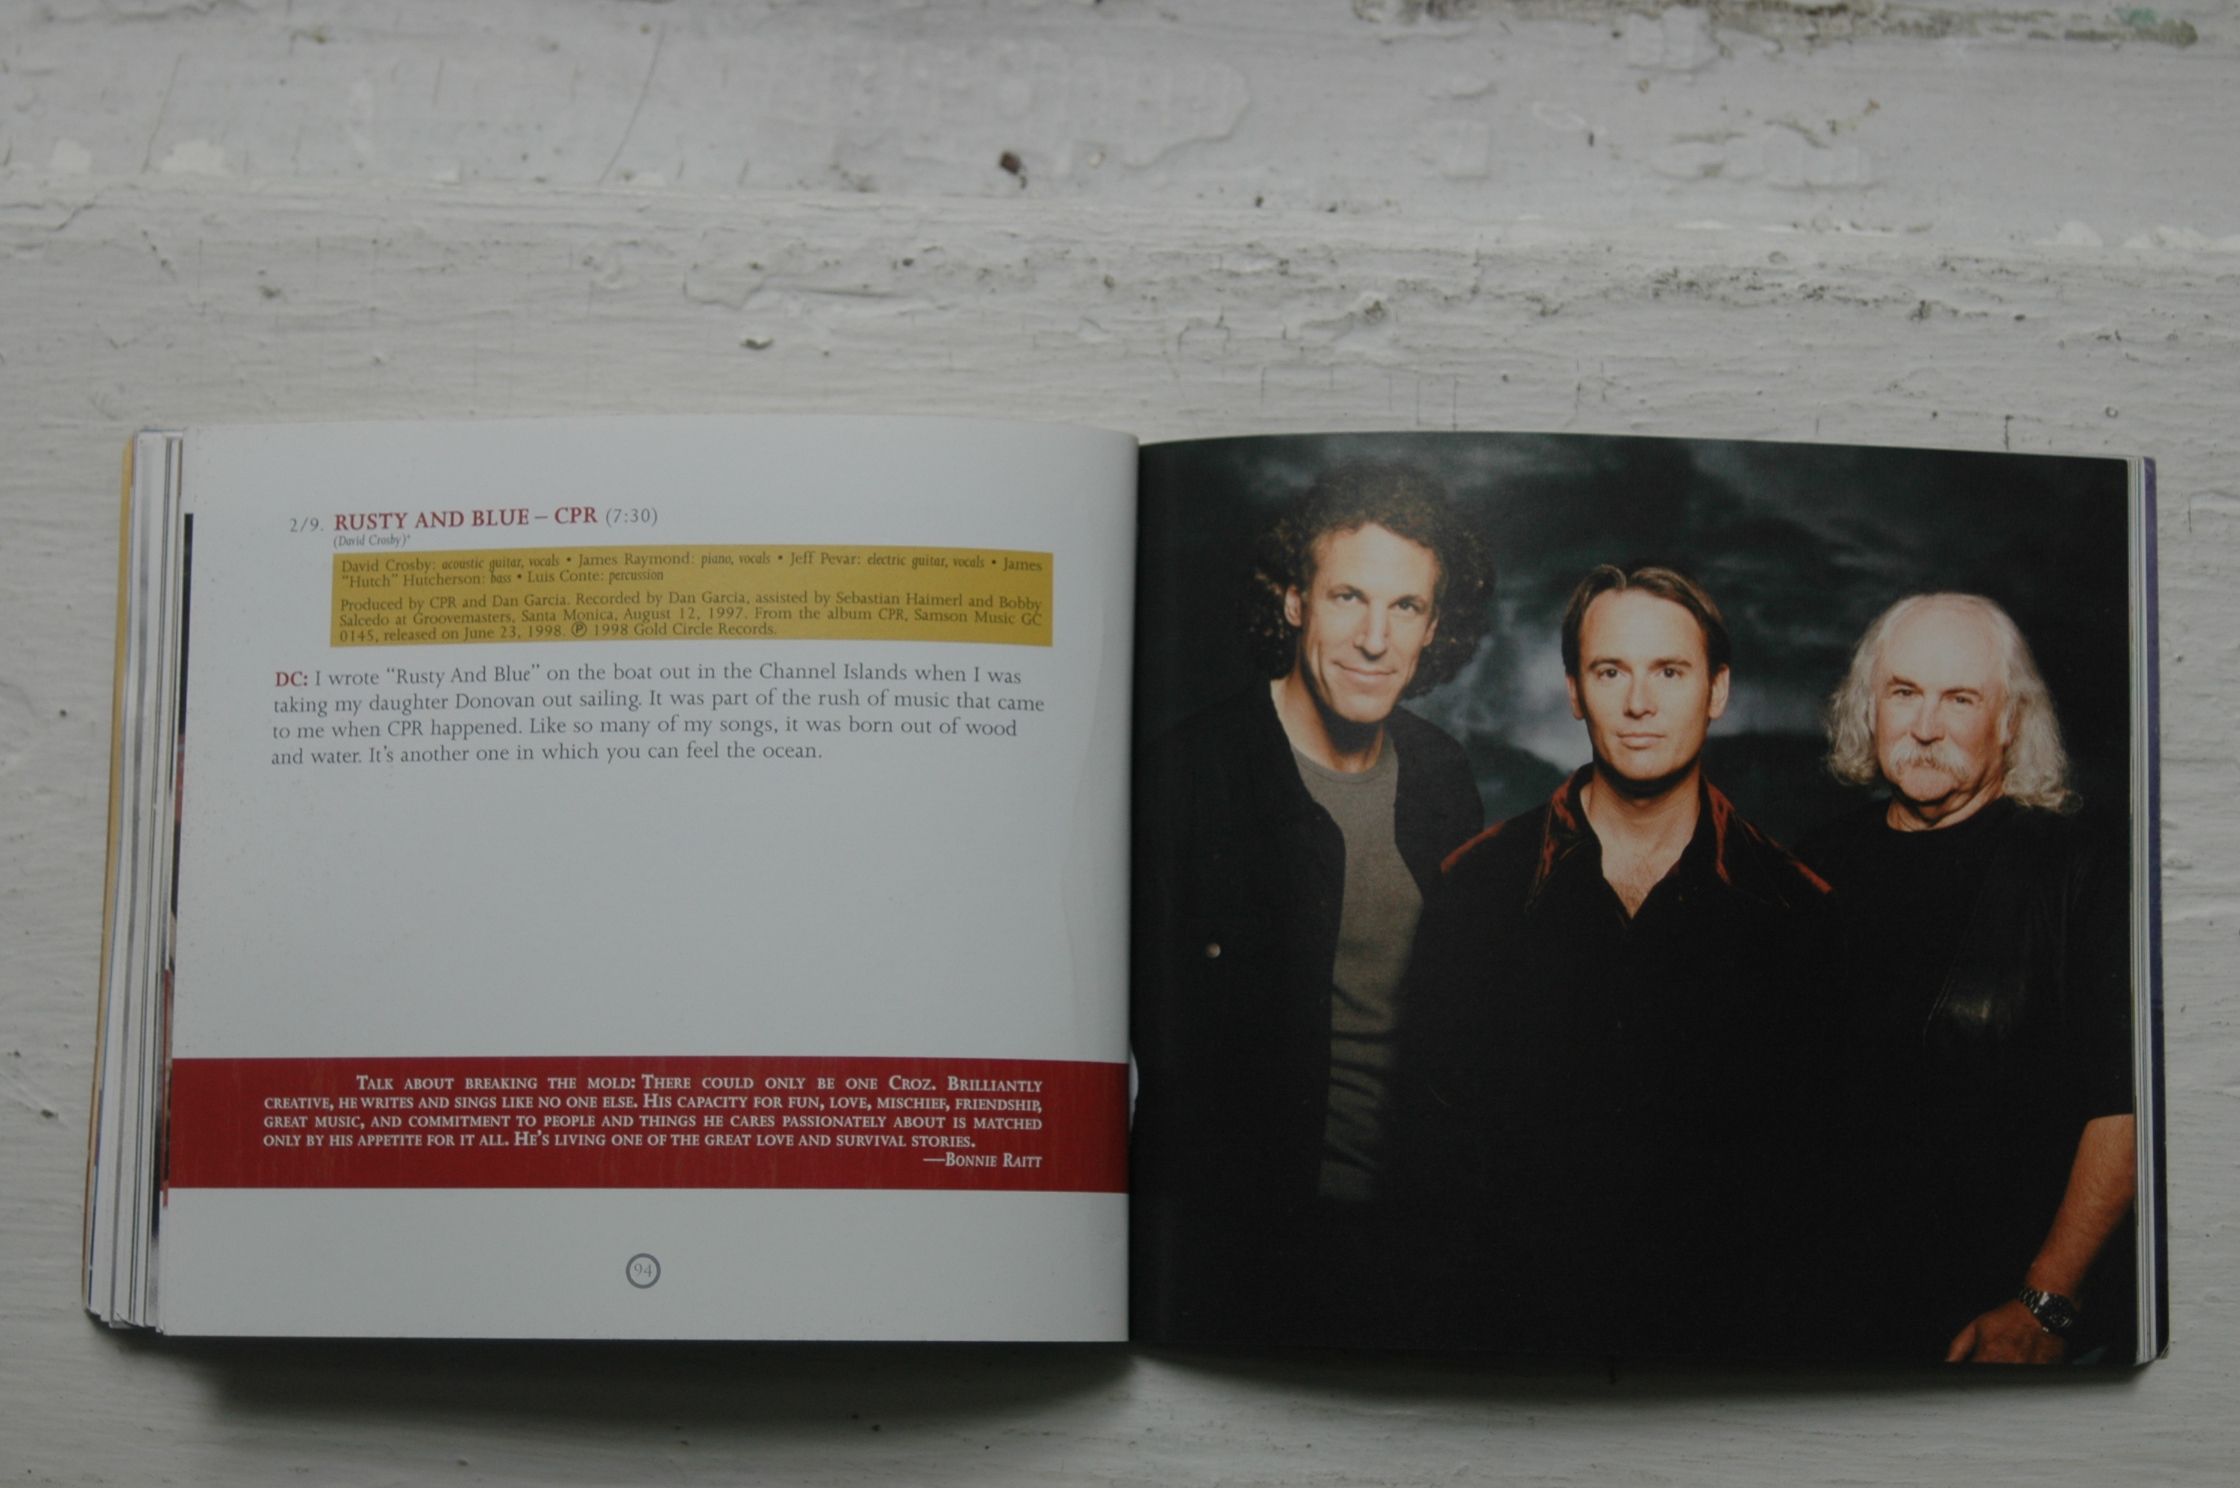 2/9. RUSTY AND BLUE – CPR (7:30)
(David Crosby)
David Crosby: acoustic guitar, vocals • James Raymond: piano, vocals • Jeff Pevar: electric guitar, vocals • James
"Hutch" Hutcherson: bass • Luis Conte: percussion
Produced by CPR and Dan Garcia. Recorded by Dan Garcia, assisted by Sebastian Haimerl and Bobby
Salcedo at Groovemasters, Santa Monica, August 12, 1997. From the album CPR, Samson Music GC
0145, released on June 23, 1998. ℗ 1998 Gold Circle Records.
DC: I wrote "Rusty And Blue" on the boat out in the Channel Islands when I was
taking my daughter Donovan out sailing. It was part of the rush of music that came
to me when CPR happened. Like so many of my songs, it was born out of wood
and water. It's another one in which you can feel the ocean.
TALK ABOUT BREAKING THE MOLD: THERE COULD ONLY BE ONE CROZ. BRILLIANTLY
CREATIVE, HE WRITES AND SINGS LIKE NO ONE ELSE. HIS CAPACITY FOR FUN, LOVE, MISCHIEF, FRIENDSHIP,
GREAT MUSIC, AND COMMITMENT TO PEOPLE AND THINGS HE CARES PASSIONATELY ABOUT IS MATCHED
ONLY BY HIS APPETITE FOR IT ALL. HE'S LIVING ONE OF THE GREAT LOVE AND SURVIVAL STORIES.
—BONNIE RAITT
94